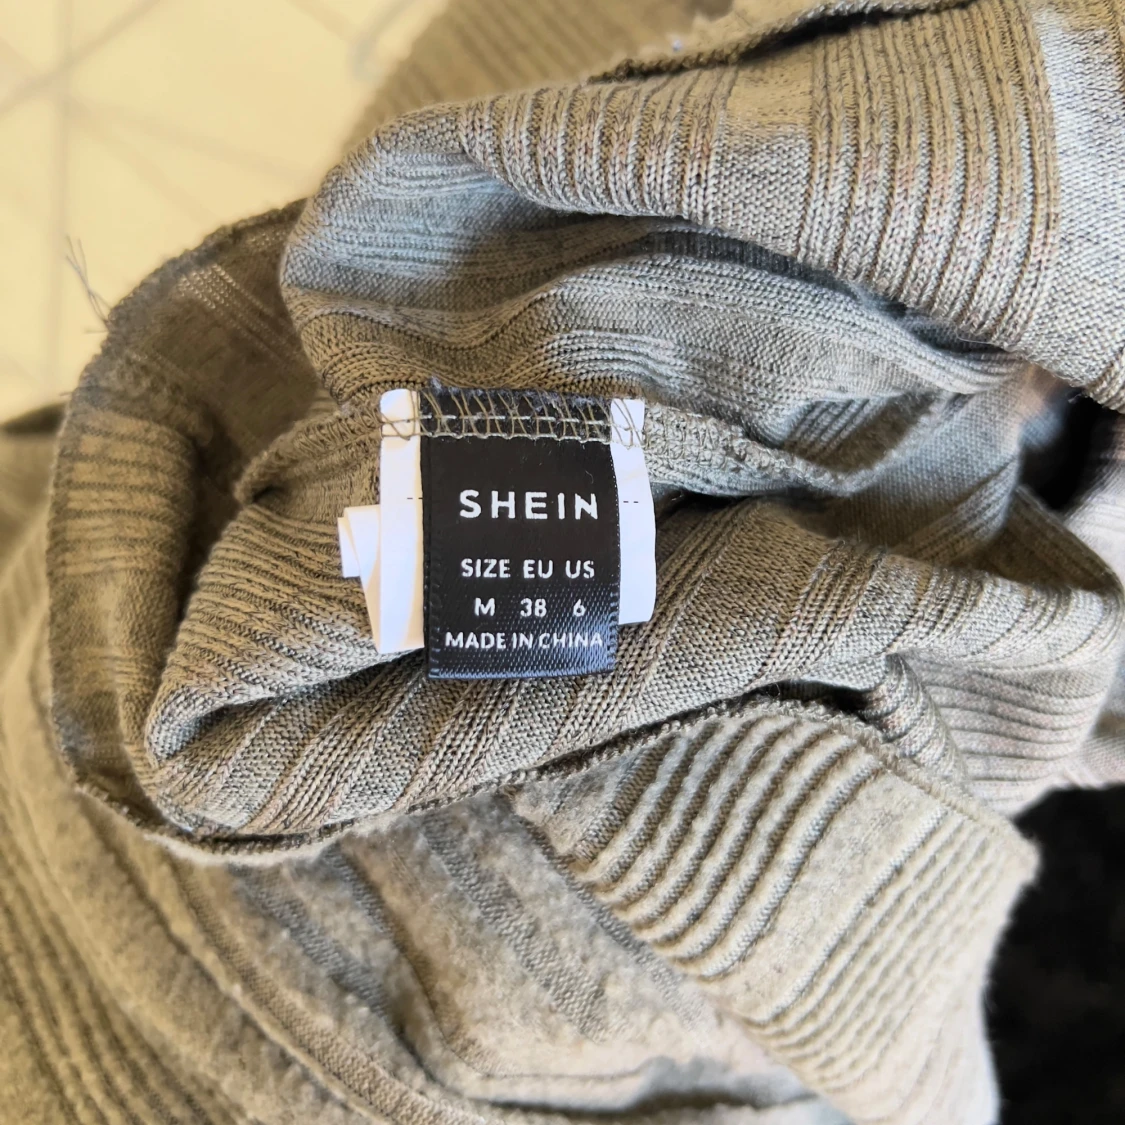 SHEIN
SIZE EU US
M 38 6
MADE IN CHINA